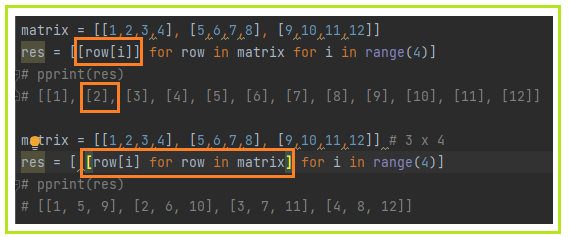 matrix = [[1,2,3,4], [5,6,7,8], [9,10,11,12]]
res = [[row[i]] for row in matrix for i in range(4)]
# pprint(res)
# [[1], [2], [3], [4], [5], [6], [7], [8], [9], [10], [11], [12]]
matrix = [[1,2,3,4], [5,6,7,8], [9,10,11,12]] # 3 x 4
res = [ [row[i] for row in matrix] for i in range(4)]
# pprint(res)
# [[1, 5, 9], [2, 6, 10], [3, 7, 11], [4, 8, 12]]